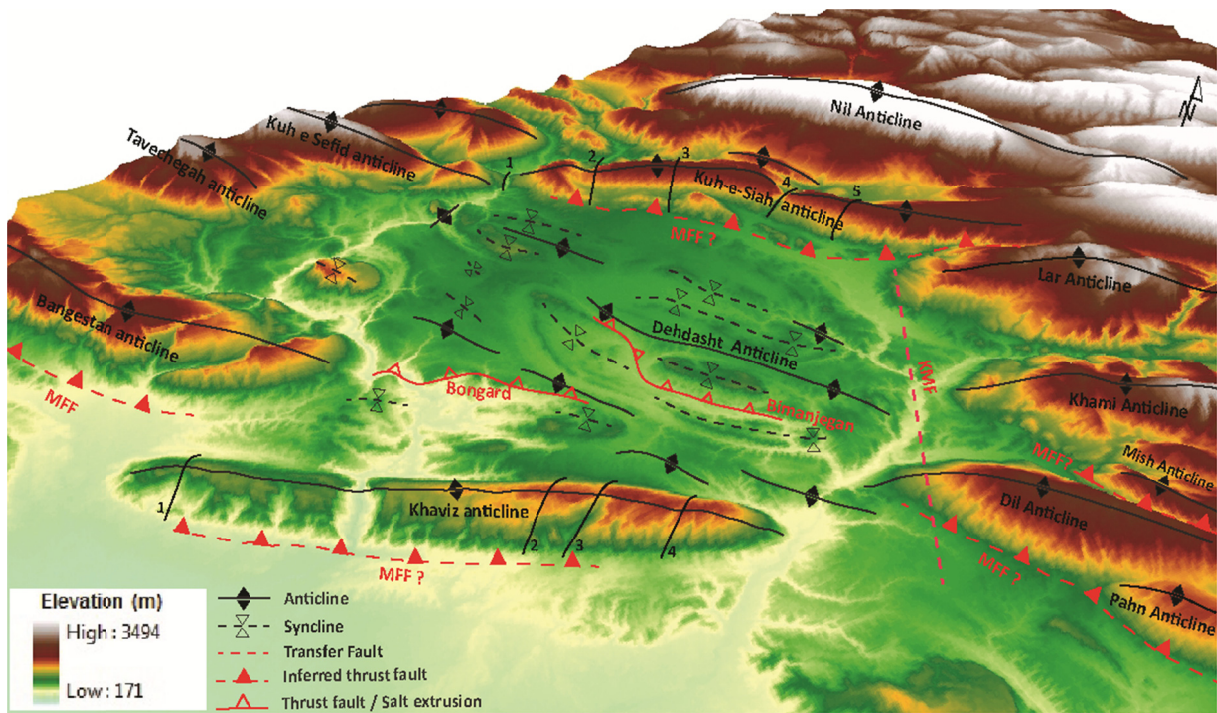 Nil Anticline
N
Kuh e Sefid anticline
Tavechegah anticline
1
2
3
Kuh-e-Siah anticline
4
5
MFF ?
Lar Anticline
Bangestan anticline
Dehdasht Anticline
KMF
MFF
Bongard
Bimanjegan
Khami Anticline
MFF?
Mish Anticline
Khaviz anticline
1
2
3
4
MFF ?
Dil Anticline
MFF ?
Pahn Anticline
Elevation (m)
High : 3494
Low : 171
Anticline
Syncline
Transfer Fault
Inferred thrust fault
Thrust fault / Salt extrusion